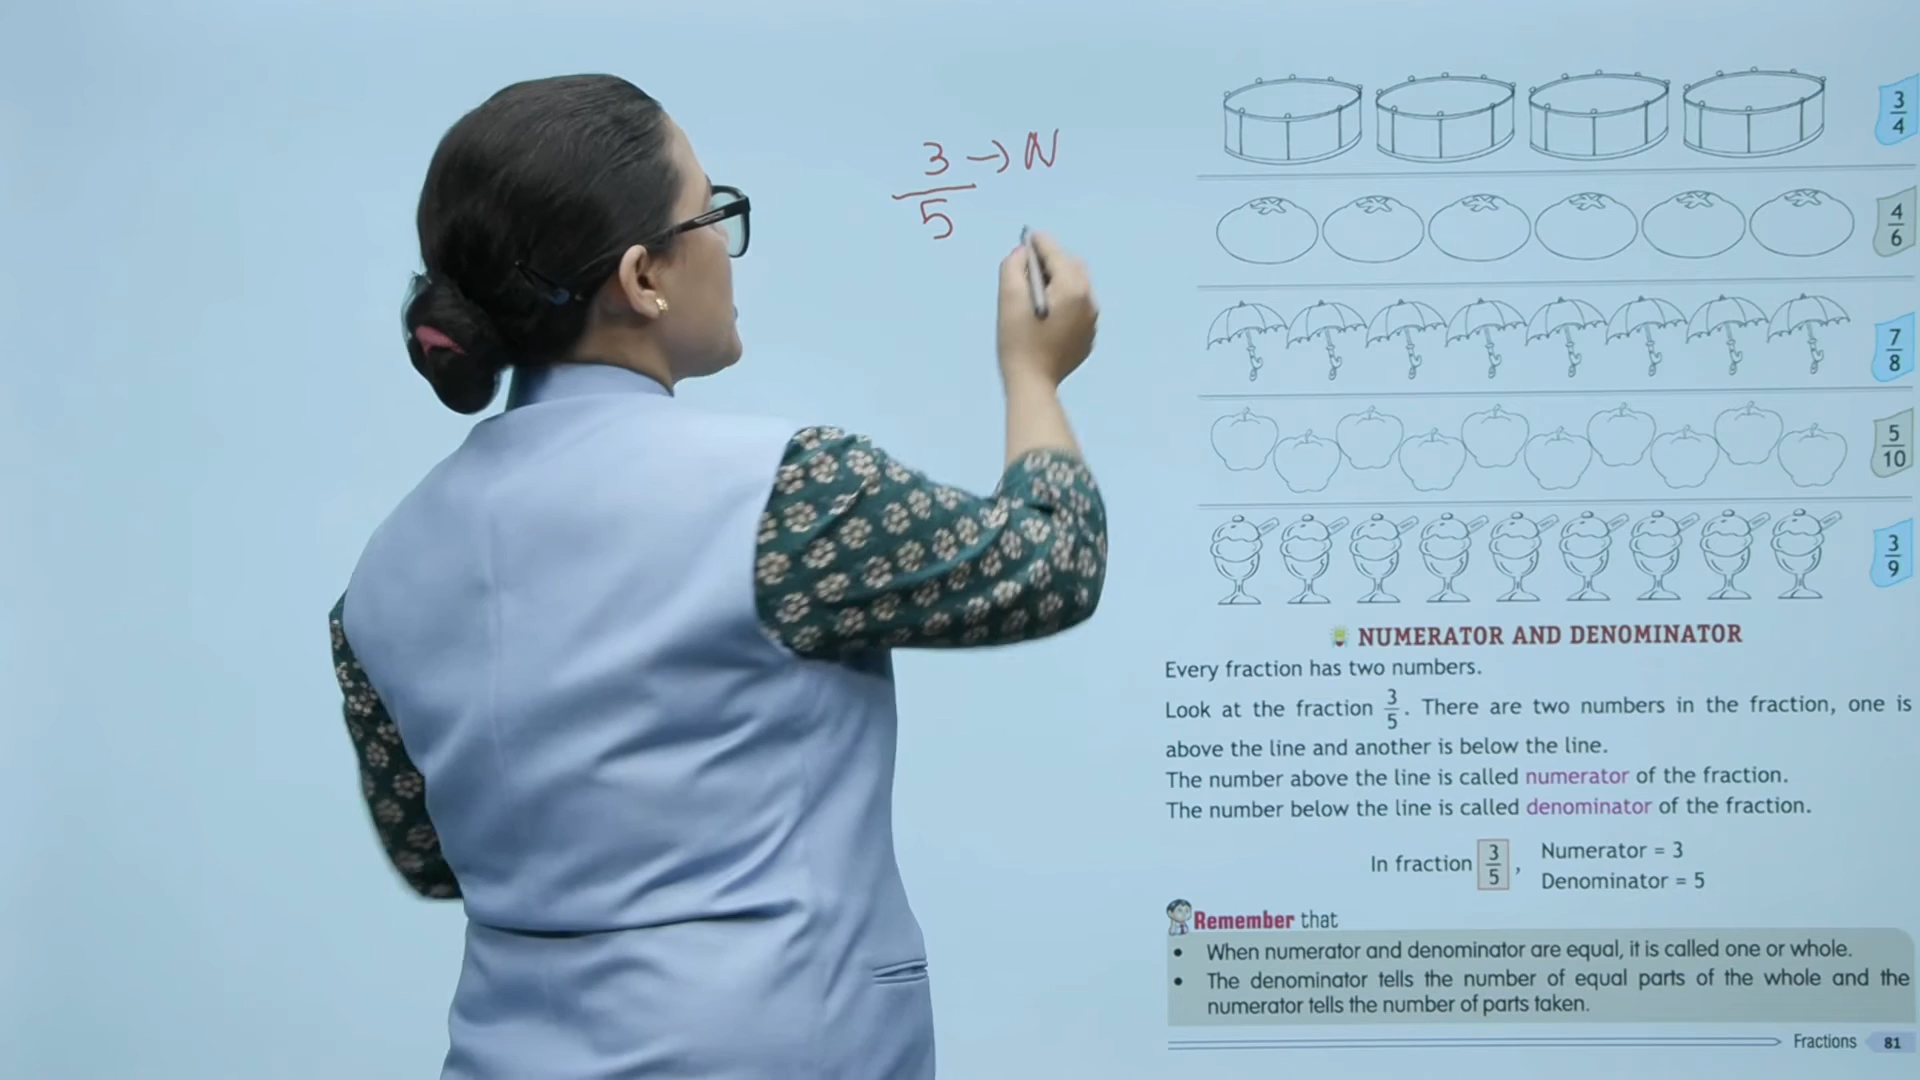 3 → N
5
3
4
4
6
7
8
5
10
3
9
NUMERATOR AND DENOMINATOR
Every fraction has two numbers.
Look at the fraction 3/5. There are two numbers in the fraction, one is
above the line and another is below the line.
The number above the line is called numerator of the fraction.
The number below the line is called denominator of the fraction.
In fraction 3/5, Numerator = 3
Denominator = 5
Remember that
• When numerator and denominator are equal, it is called one or whole.
• The denominator tells the number of equal parts of the whole and the
numerator tells the number of parts taken.
Fractions 81